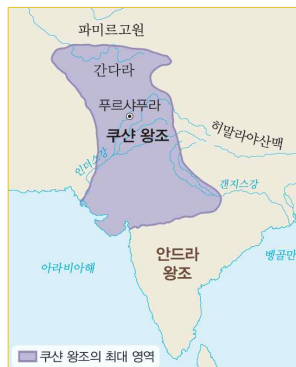 파미르고원
간다라
푸르샤푸라
쿠샨 왕조
히말라야산맥
인더스강
갠지스강
아라비아해
안드라
왕조
벵골만
쿠샨 왕조의 최대 영역